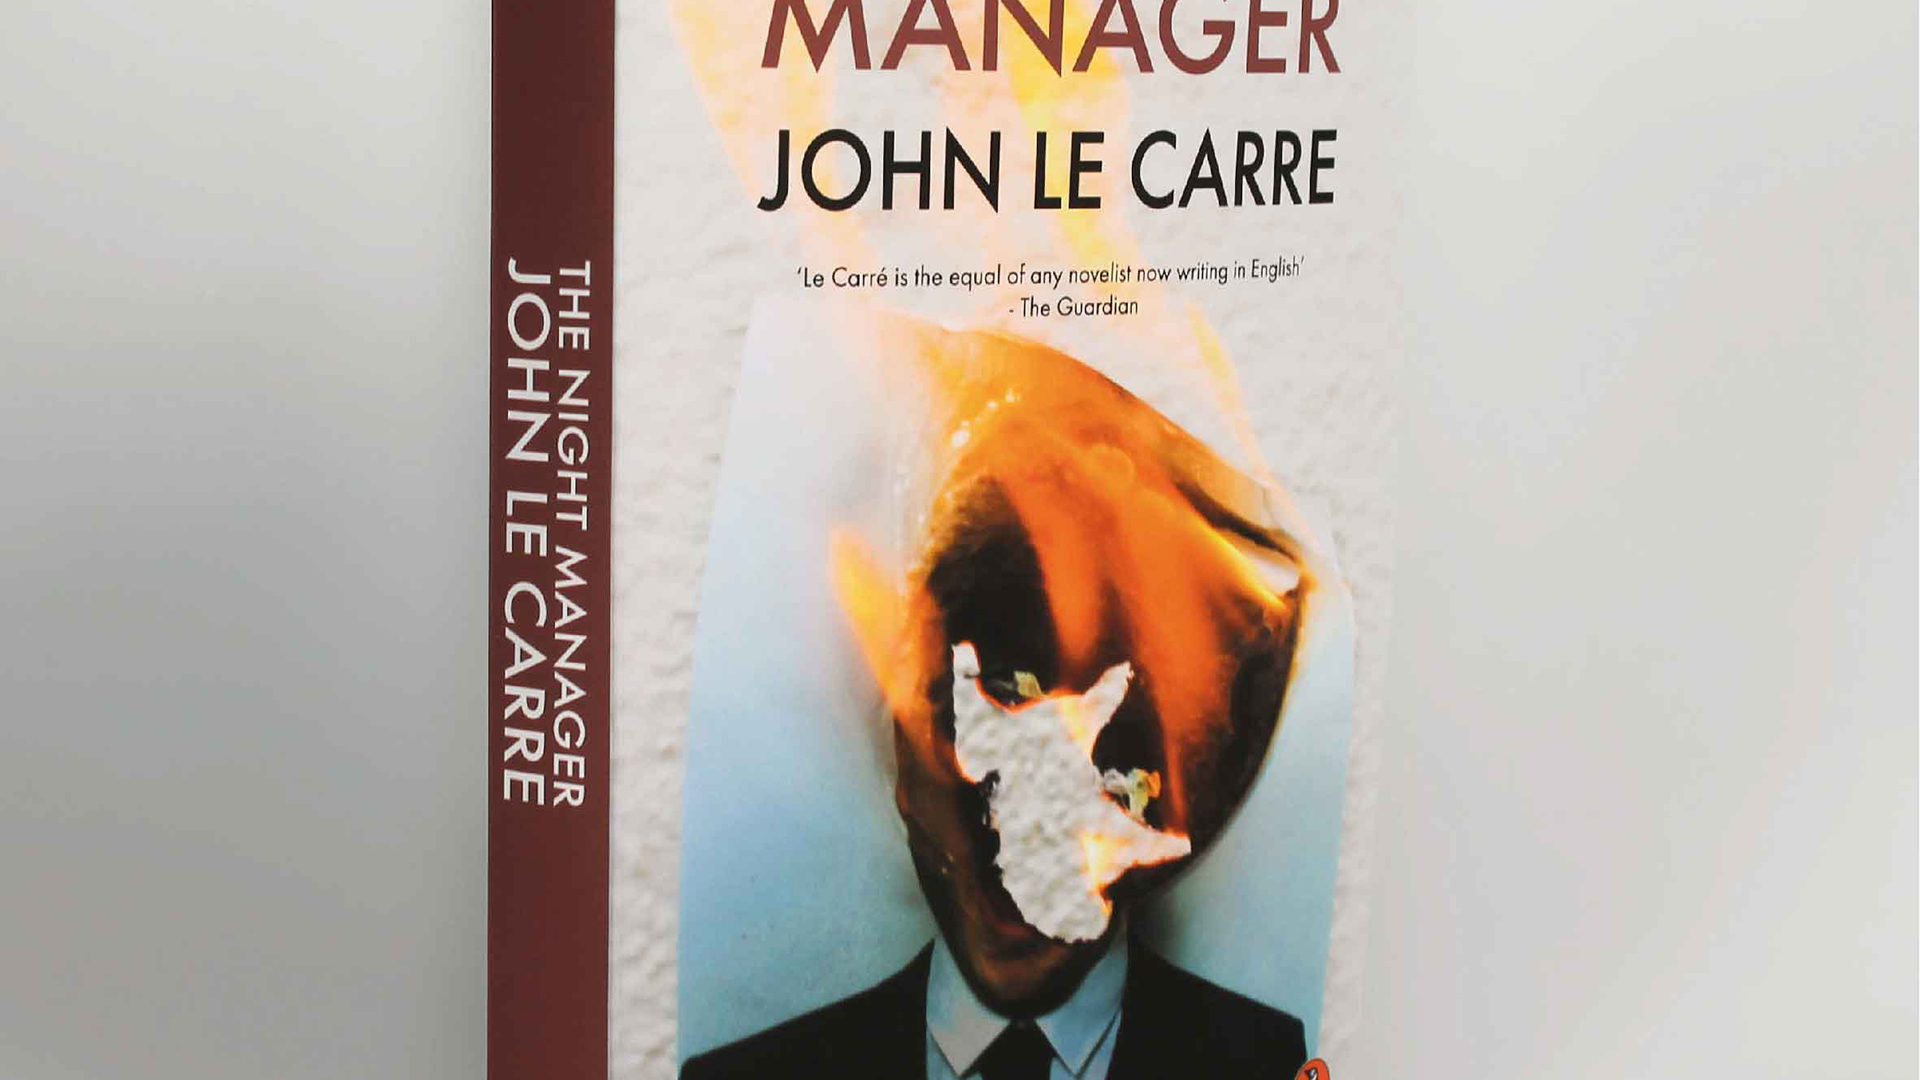 THE NIGHT MANAGER
JOHN LE CARRE
MANAGER
JOHN LE CARRE
'Le Carré is the equal of any novelist now writing in English'
- The Guardian